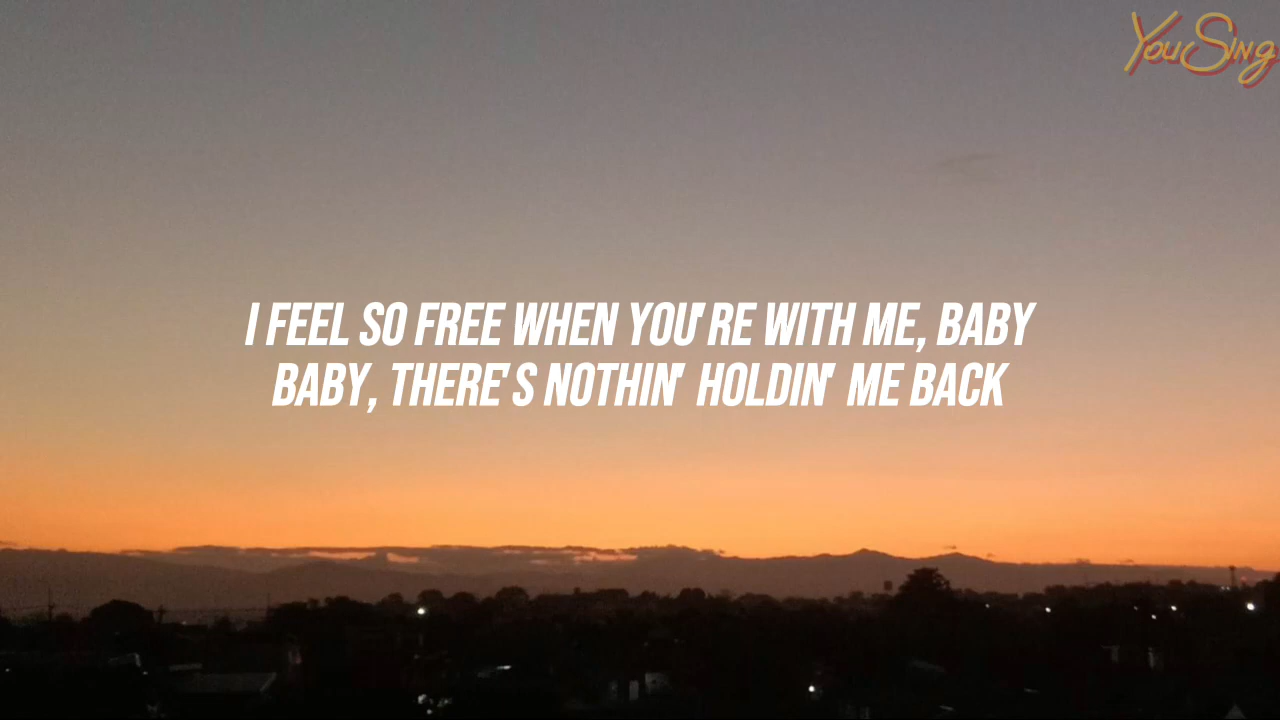 YouSing
I FEEL SO FREE WHEN YOU'RE WITH ME, BABY
BABY, THERE'S NOTHIN' HOLDIN' ME BACK